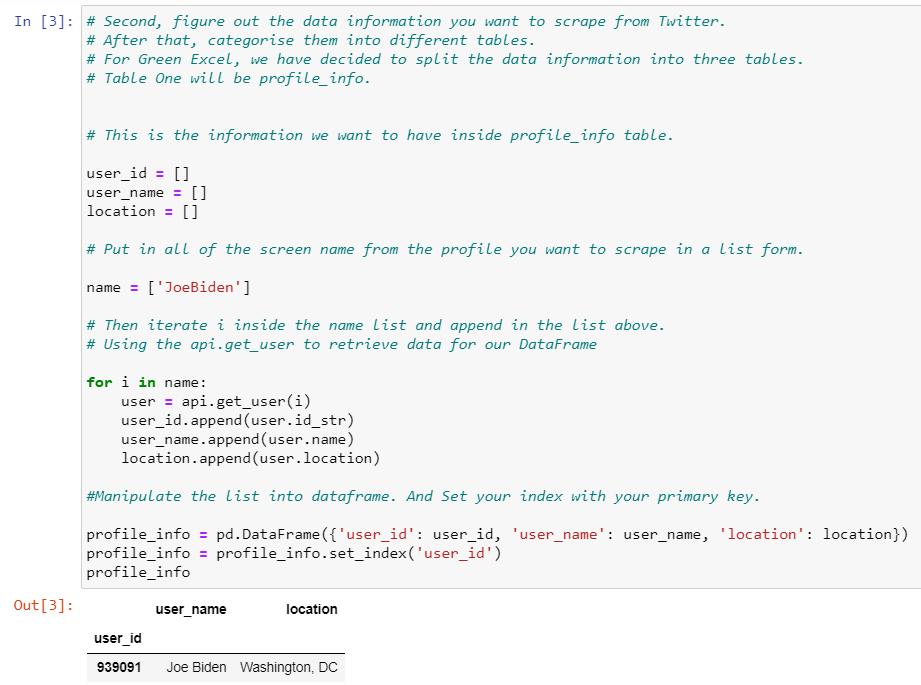 In [3]: # Second, figure out the data information you want to scrape from Twitter.
# After that, categorise them into different tables.
# For Green Excel, we have decided to split the data information into three tables.
# Table One will be profile_info.
# This is the information we want to have inside profile_info table.
user_id = []
user_name = []
location = []
# Put in all of the screen name from the profile you want to scrape in a list form.
name = ['JoeBiden']
# Then iterate i inside the name list and append in the list above.
# Using the api.get_user to retrieve data for our DataFrame
for i in name:
    user = api.get_user(i)
    user_id.append(user.id_str)
    user_name.append(user.name)
    location.append(user.location)
#Manipulate the list into dataframe. And Set your index with your primary key.
profile_info = pd.DataFrame({'user_id': user_id, 'user_name': user_name, 'location': location})
profile_info = profile_info.set_index('user_id')
profile_info
Out[3]:
user_name location
user_id
939091 Joe Biden Washington, DC